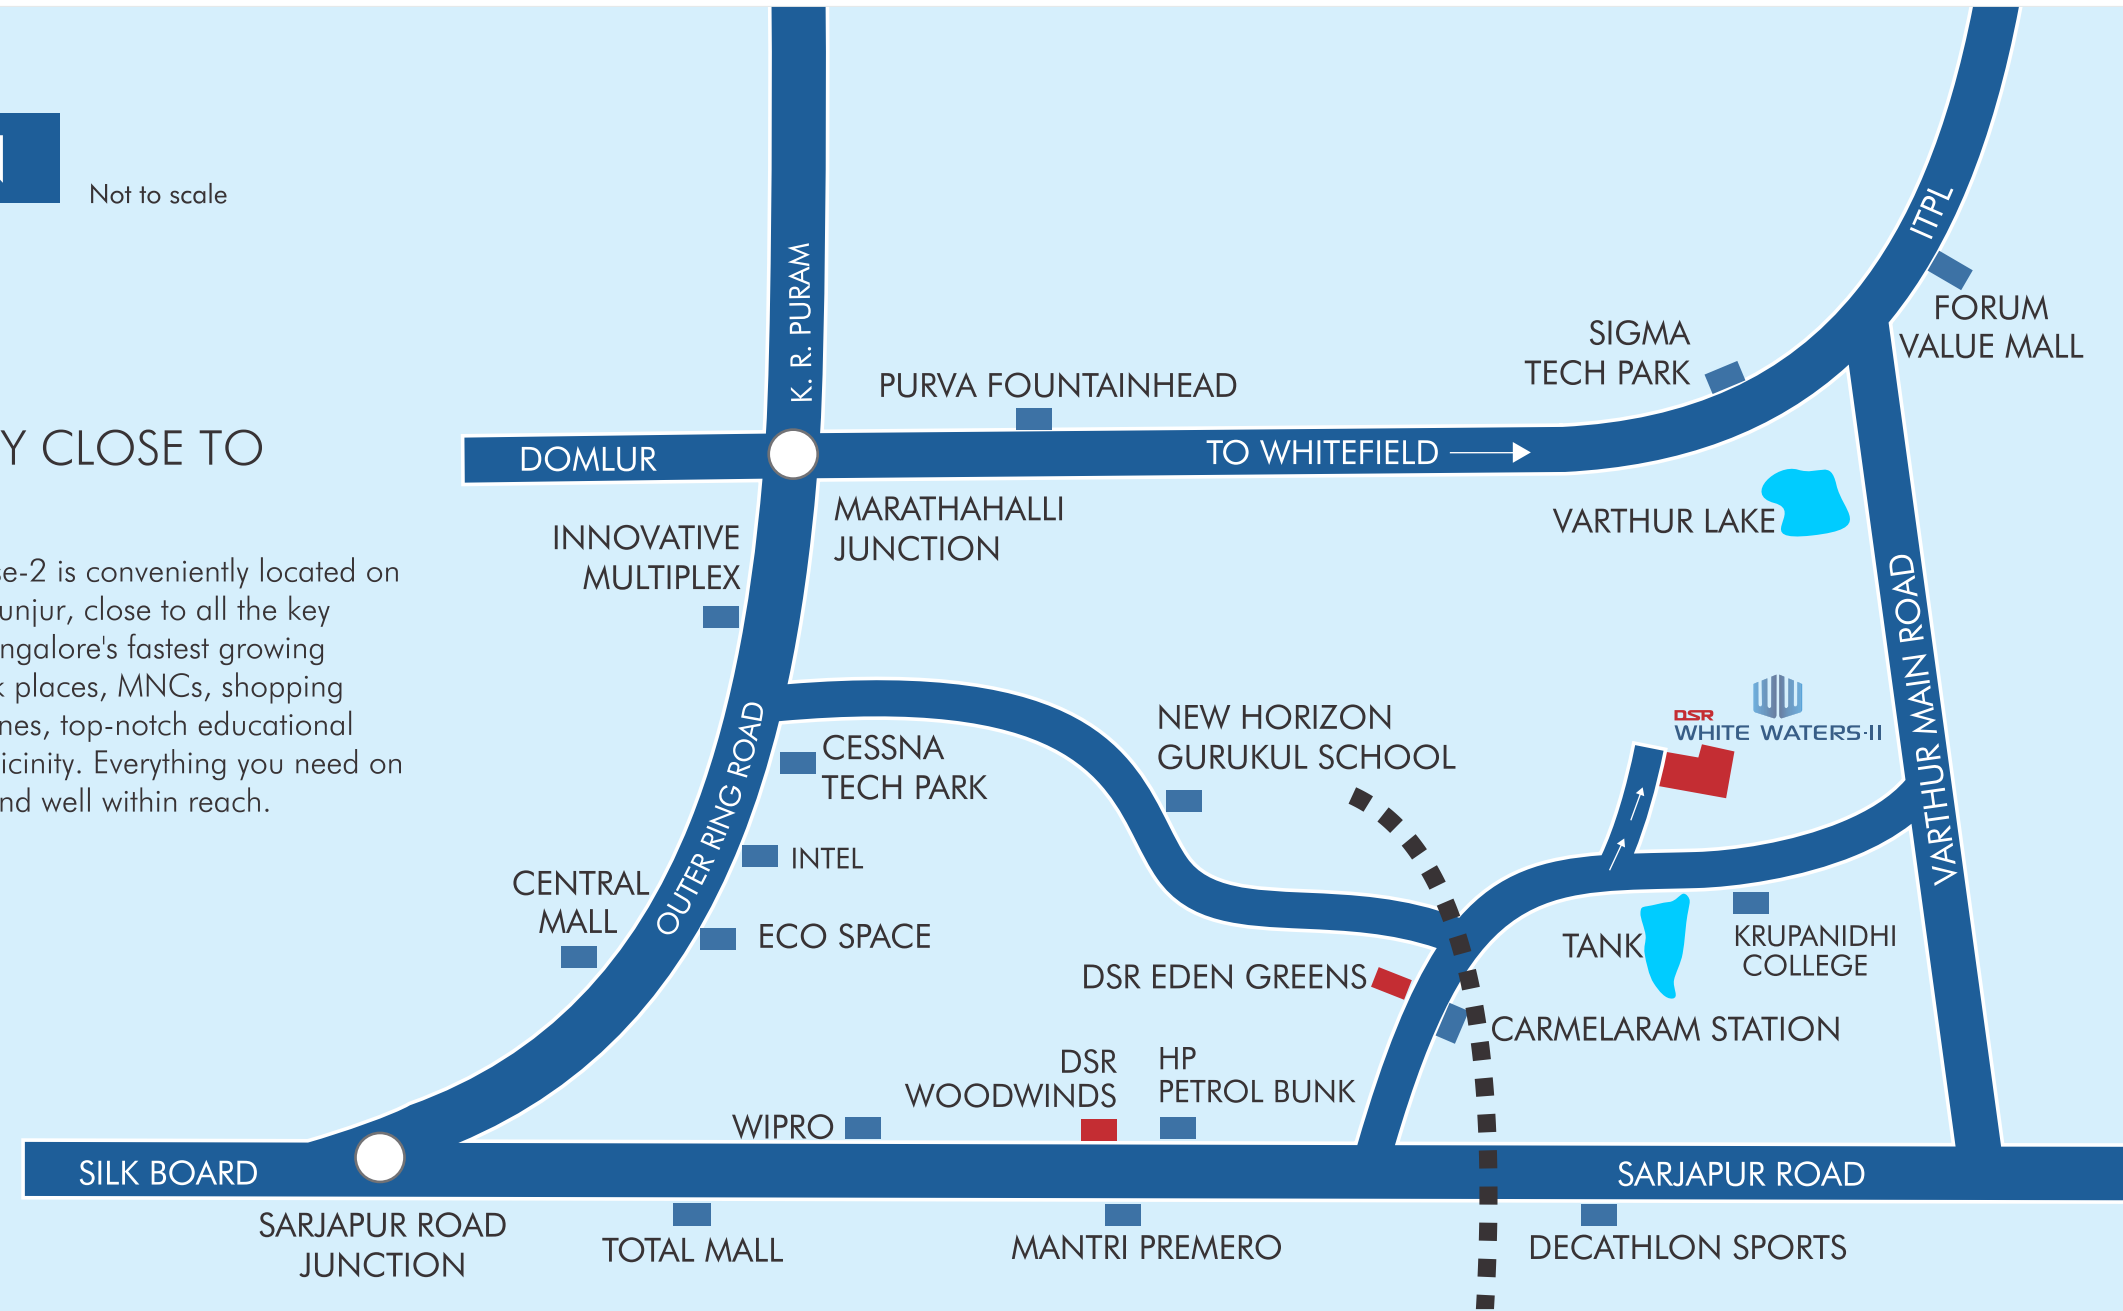 Not to scale
Y CLOSE TO
se-2 is conveniently located on
unjur, close to all the key
ngalore's fastest growing
k places, MNCs, shopping
nes, top-notch educational
icinity. Everything you need on
nd well within reach.
K. R. PURAM
ITPL
FORUM
VALUE MALL
SIGMA
TECH PARK
PURVA FOUNTAINHEAD
DOMLUR
TO WHITEFIELD
MARATHAHALLI
JUNCTION
INNOVATIVE
MULTIPLEX
VARTHUR LAKE
VARTHUR MAIN ROAD
DSR
WHITE WATERS-II
NEW HORIZON
GURUKUL SCHOOL
OUTER RING ROAD
CESSNA
TECH PARK
INTEL
CENTRAL
MALL
ECO SPACE
TANK
KRUPANIDHI
COLLEGE
DSR EDEN GREENS
CARMELARAM STATION
DSR
WOODWINDS
HP
PETROL BUNK
WIPRO
SILK BOARD
SARJAPUR ROAD
SARJAPUR ROAD
JUNCTION
TOTAL MALL
MANTRI PREMERO
DECATHLON SPORTS